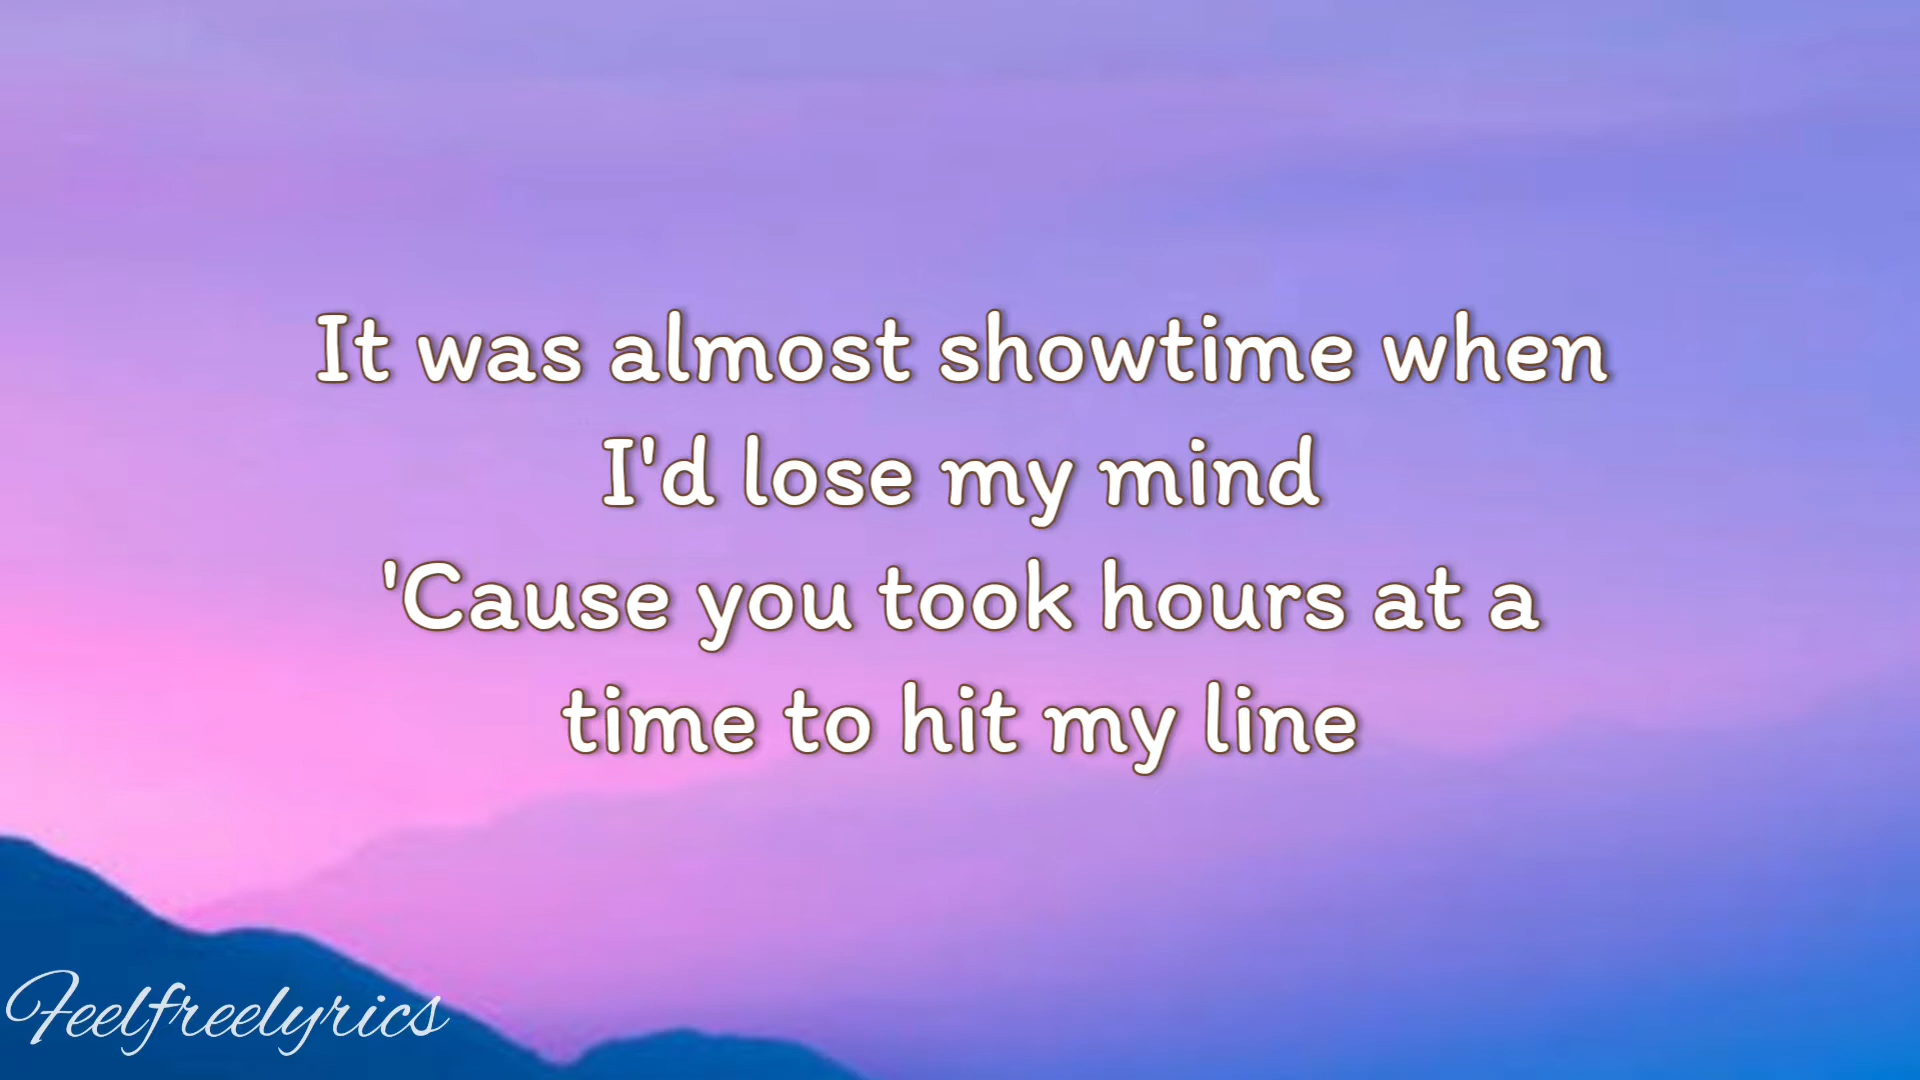 It was almost showtime when
I'd lose my mind
'Cause you took hours at a
time to hit my line
Feelfreelyrics